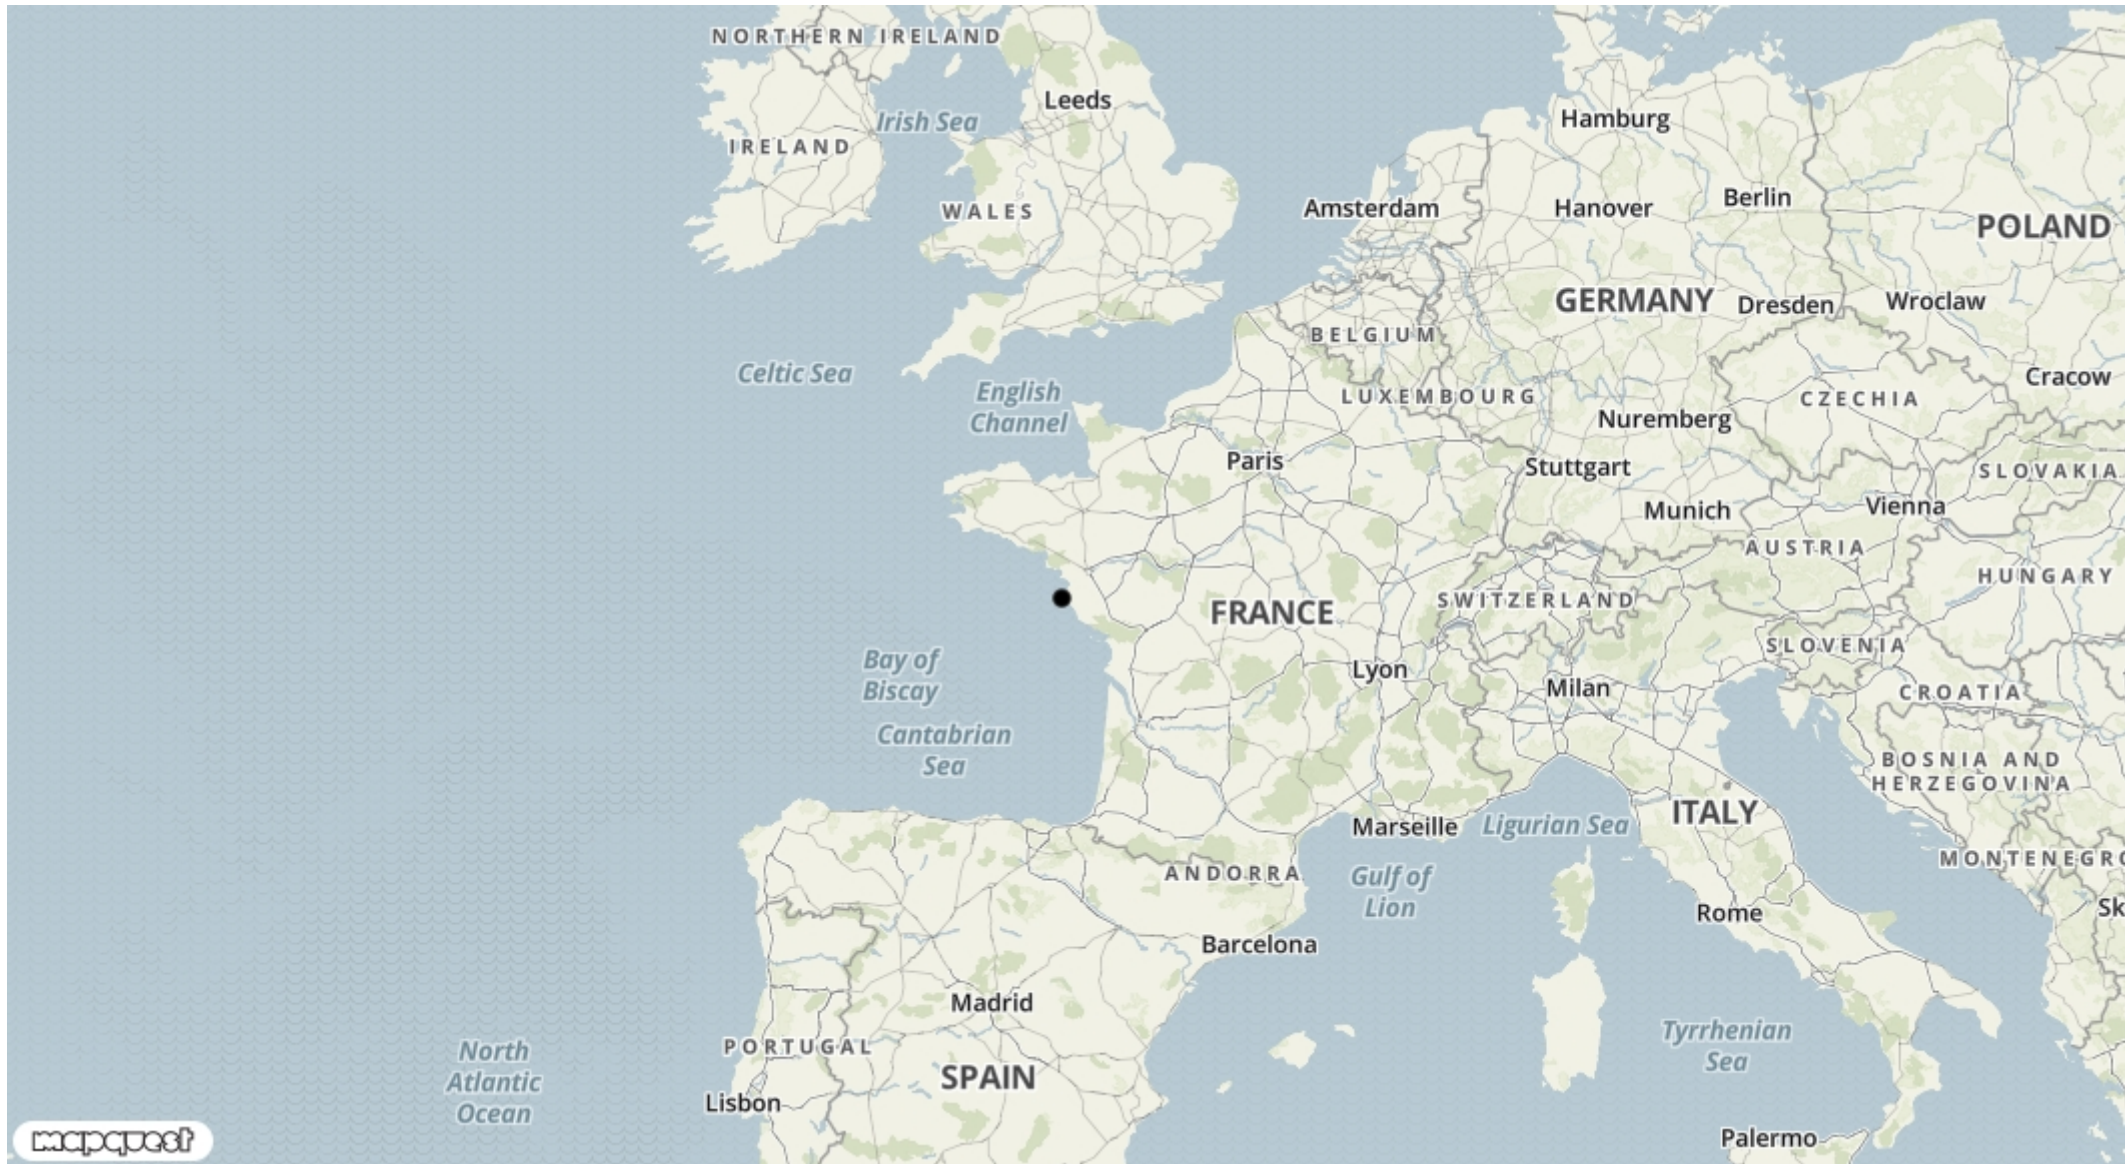 NORTHERN IRELAND
Leeds
Hamburg
Irish Sea
IRELAND
Amsterdam
Hanover
Berlin
WALES
POLAND
GERMANY
Dresden
Wroclaw
BELGIUM
Celtic Sea
Cracow
English
Channel
LUXEMBOURG
CZECHIA
Nuremberg
Paris
Stuttgart
SLOVAKIA
Munich
Vienna
AUSTRIA
HUNGARY
SWITZERLAND
FRANCE
SLOVENIA
Bay of
Biscay
Lyon
Milan
CROATIA
Cantabrian
Sea
BOSNIA AND
HERZEGOVINA
ITALY
Marseille
Ligurian Sea
MONTENEGRO
ANDORRA
Gulf of
Lion
Sk
Rome
Barcelona
Madrid
Tyrrhenian
Sea
PORTUGAL
North
Atlantic
Ocean
SPAIN
Lisbon
Palermo
mapquest